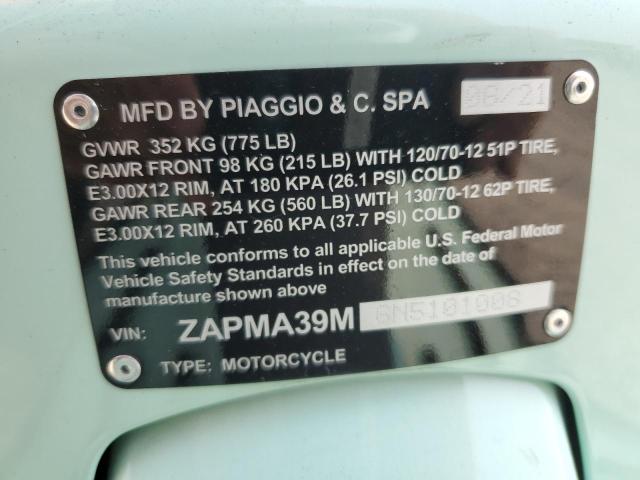 MFD BY PIAGGIO & C. SPA 08/21
GVWR 352 KG (775 LB)
GAWR FRONT 98 KG (215 LB) WITH 120/70-12 51P TIRE,
E3.00X12 RIM, AT 180 KPA (26.1 PSI) COLD
GAWR REAR 254 KG (560 LB) WITH 130/70-12 62P TIRE,
E3.00X12 RIM, AT 260 KPA (37.7 PSI) COLD
This vehicle conforms to all applicable U.S. Federal Motor
Vehicle Safety Standards in effect on the date of
manufacture shown above
VIN: ZAPMA39M 6N5101008
TYPE: MOTORCYCLE